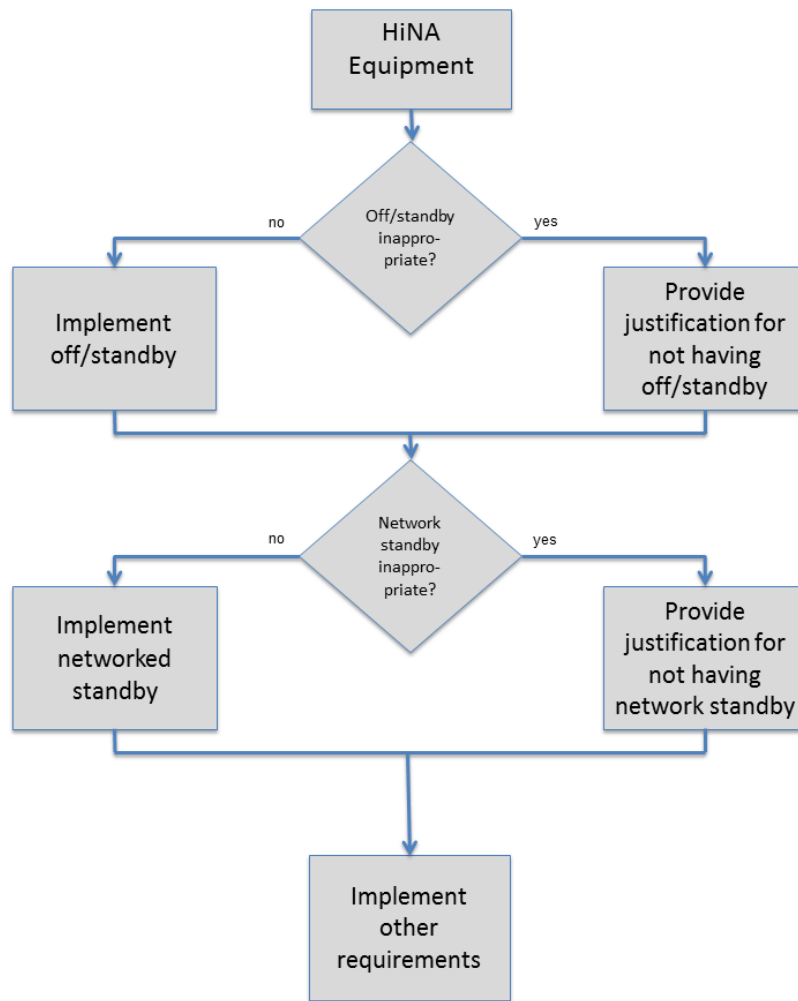 HiNA
Equipment
Off/standby
inappro-
priate?
no
yes
Implement
off/standby
Provide
justification for
not having
off/standby
Network
standby
inappro-
priate?
no
yes
Implement
networked
standby
Provide
justification for
not having
network standby
Implement
other
requirements